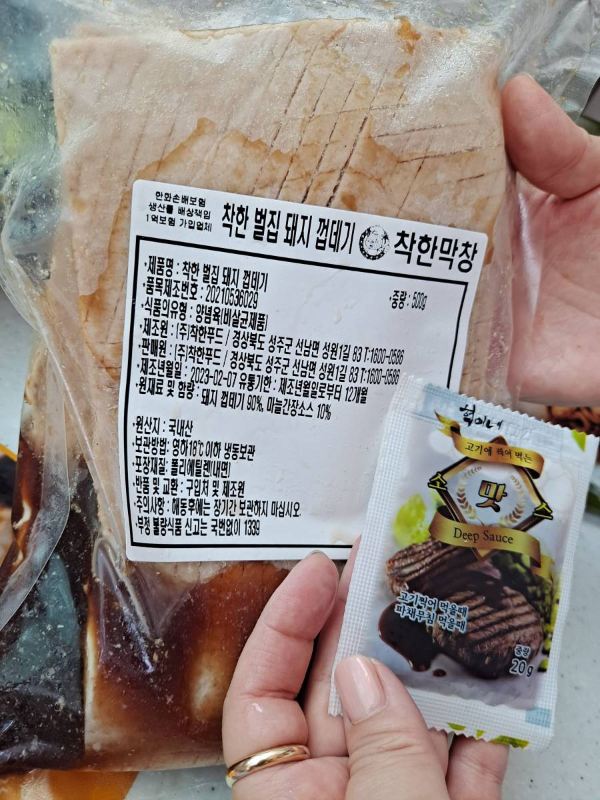 한화손배보험
생산물 배상책임
1억보험 가입업체
착한 벌집 돼지 껍데기
착한막창
·제품명 : 착한 벌집 돼지 껍데기
·중량 : 500g
·품목제조번호 : 20210536029
·식품의유형 : 양념육(비살균제품)
·제조원 : (주)착한푸드 / 경상북도 성주군 선남면 성원1길 83 T:1600-0586
·판매원 : (주)착한푸드 / 경상북도 성주군 선남면 성원1길 83 T:1600-0586
·제조년월일 : 2023-02-07 유통기한 : 제조년월일로부터 12개월
·원재료 및 함량 : 돼지 껍데기 90%, 마늘간장소스 10%
·원산지 : 국내산
·보관방법: 영하18℃이하 냉동보관
·포장재질: 폴리에틸렌(내면)
·반품 및 교환 : 구입처 및 제조원
·주의사항 : 해동후에는 장기간 보관하지 마십시오.
·부정 불량식품 신고는 국번없이 1399
고기에 찍어 먹는
맛
소
스
Deep Sauce
고기찍어 먹을때
파채무침 먹을때
중량
20g